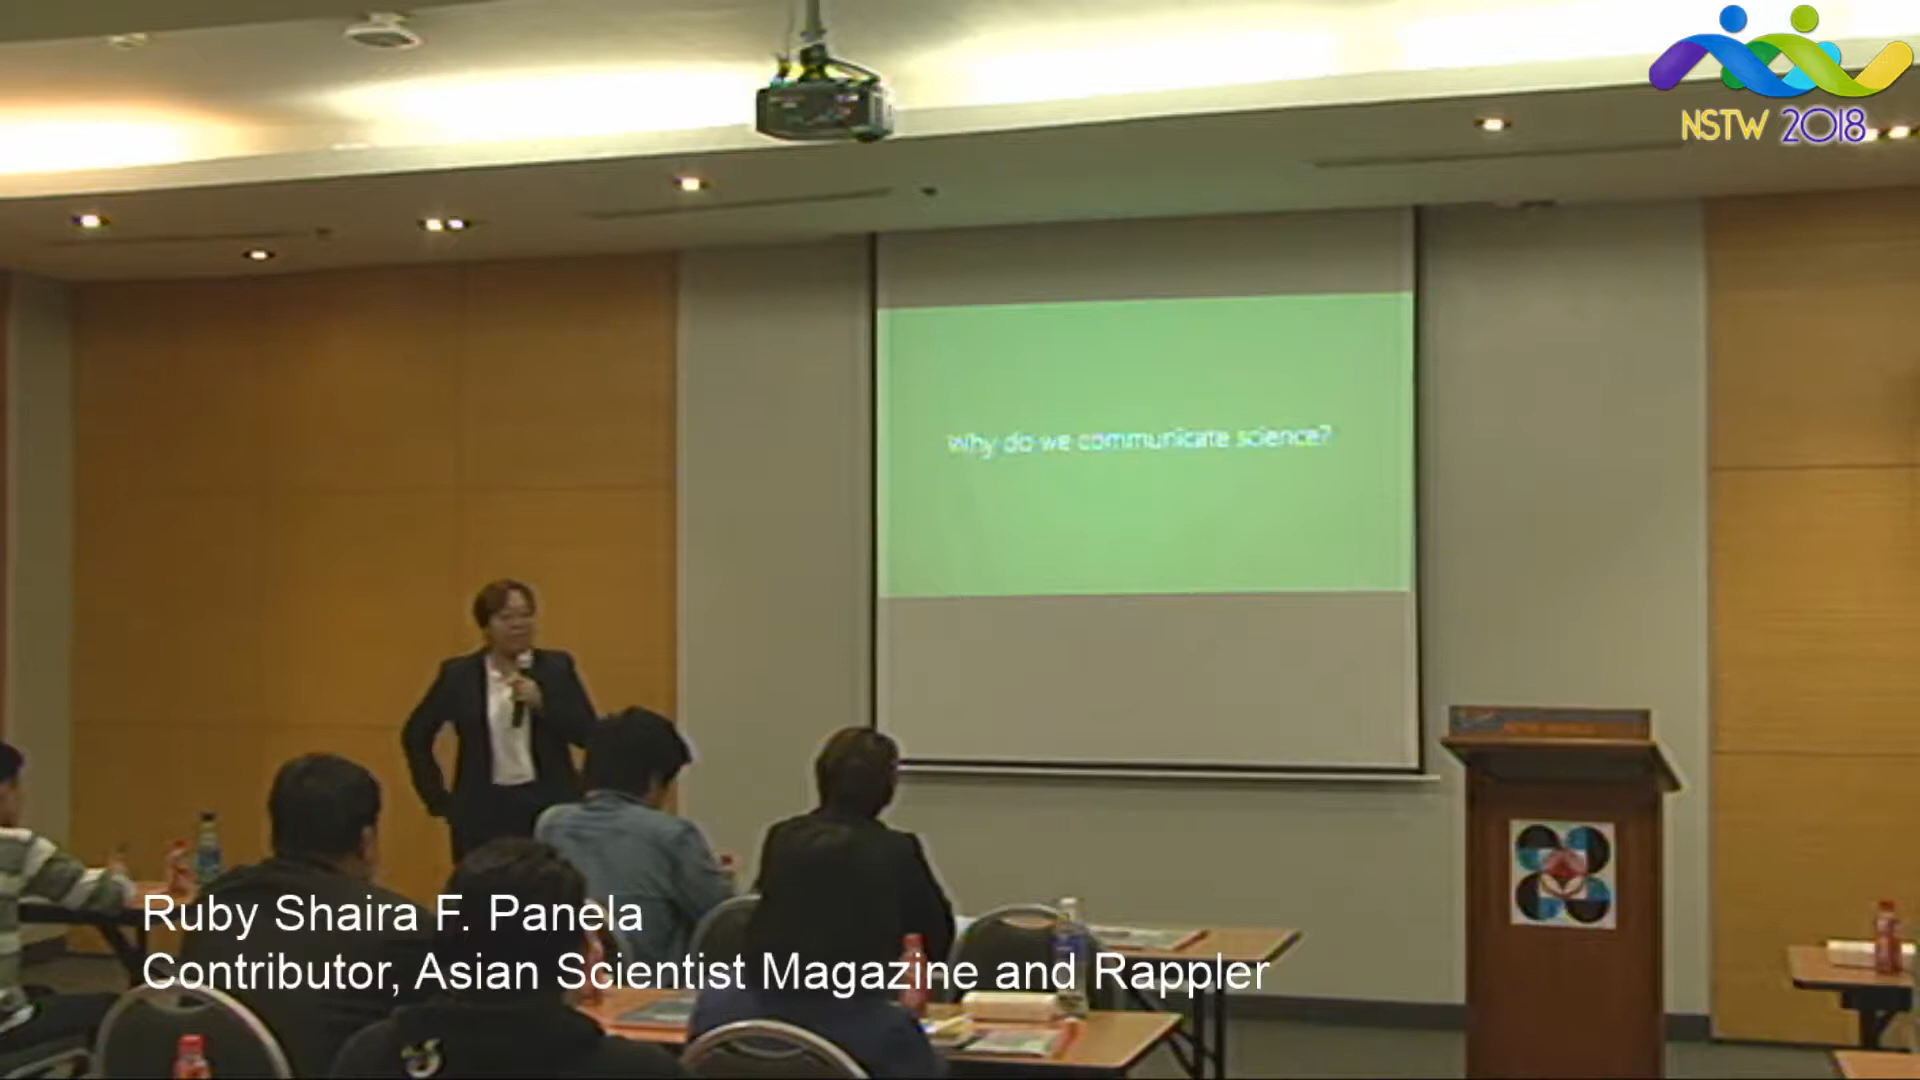 NSTW 2018
Why do we communicate science?
Ruby Shaira F. Panela
Contributor, Asian Scientist Magazine and Rappler